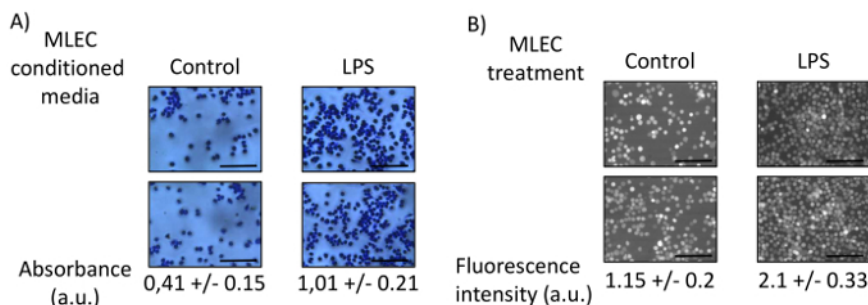 A)
MLEC
conditioned
media
Control
LPS
Absorbance
(a.u.)
0,41 +/- 0.15
1,01 +/- 0.21
B)
MLEC
treatment
Control
LPS
Fluorescence
intensity (a.u.)
1.15 +/- 0.2
2.1 +/- 0.33